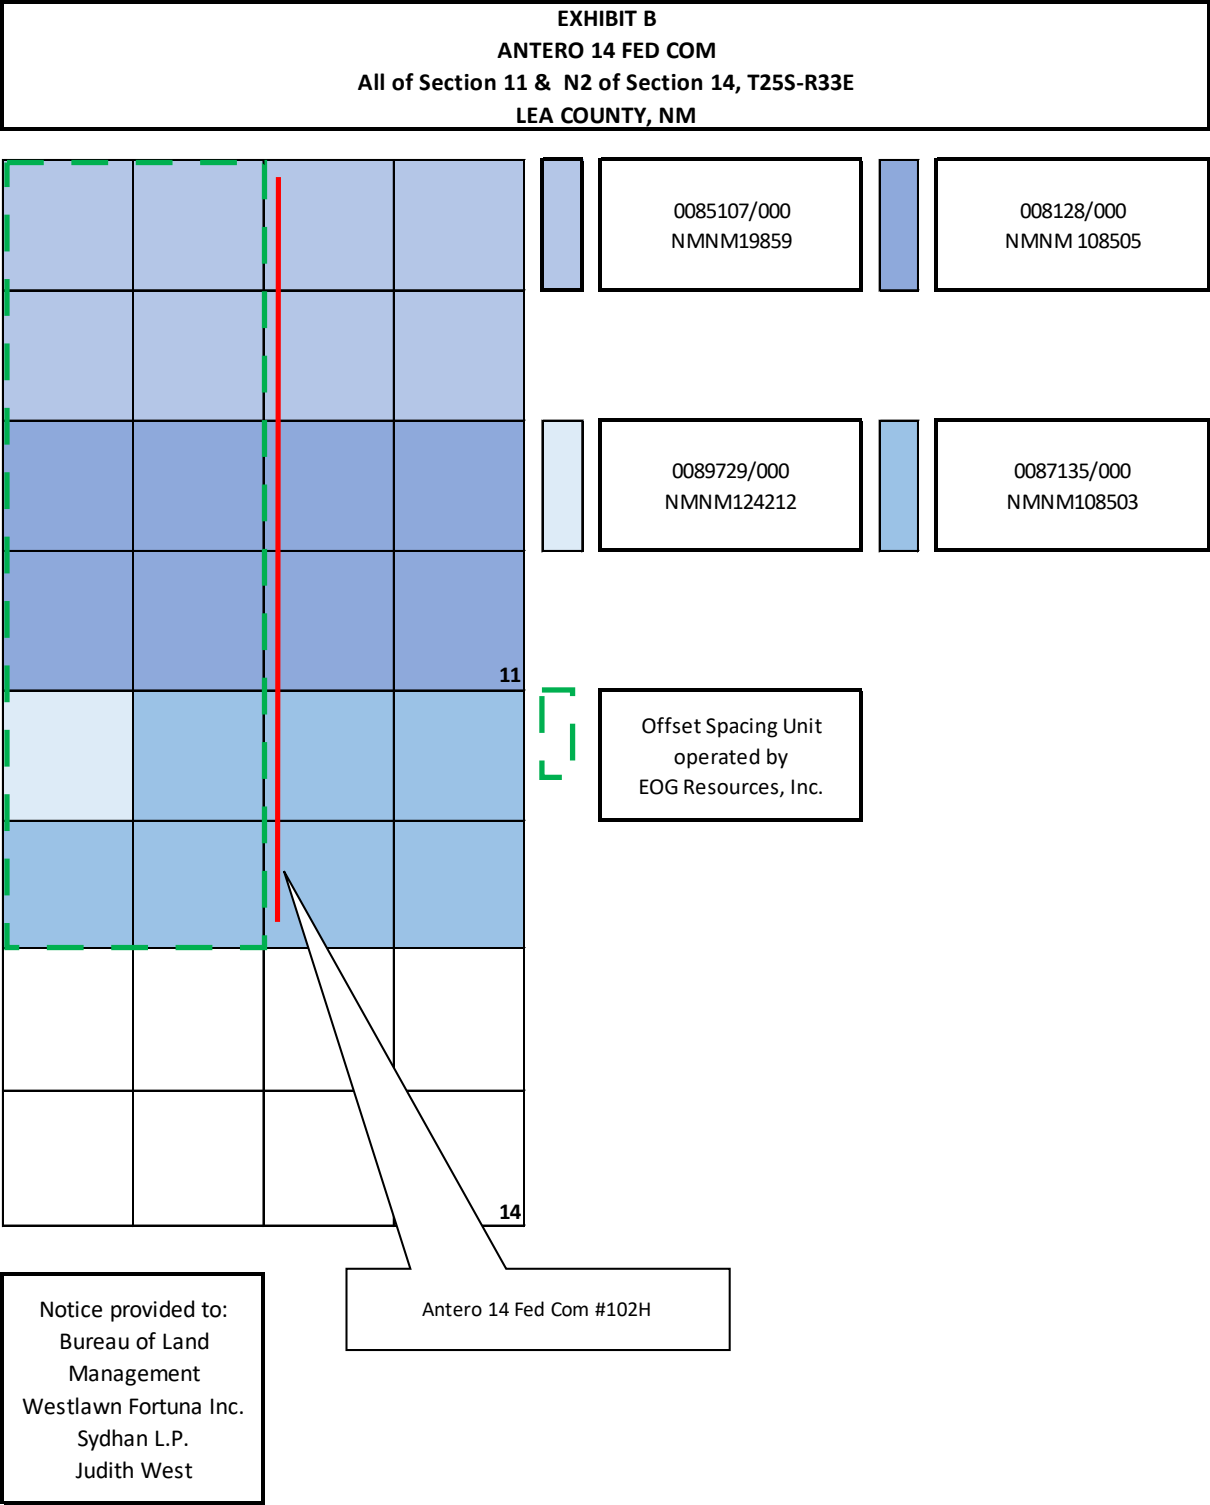 EXHIBIT B
ANTERO 14 FED COM
All of Section 11 & N2 of Section 14, T25S-R33E
LEA COUNTY, NM
0085107/000
NMNM19859
008128/000
NMNM 108505
0089729/000
NMNM124212
0087135/000
NMNM108503
11
Offset Spacing Unit
operated by
EOG Resources, Inc.
14
Antero 14 Fed Com #102H
Notice provided to:
Bureau of Land
Management
Westlawn Fortuna Inc.
Sydhan L.P.
Judith West